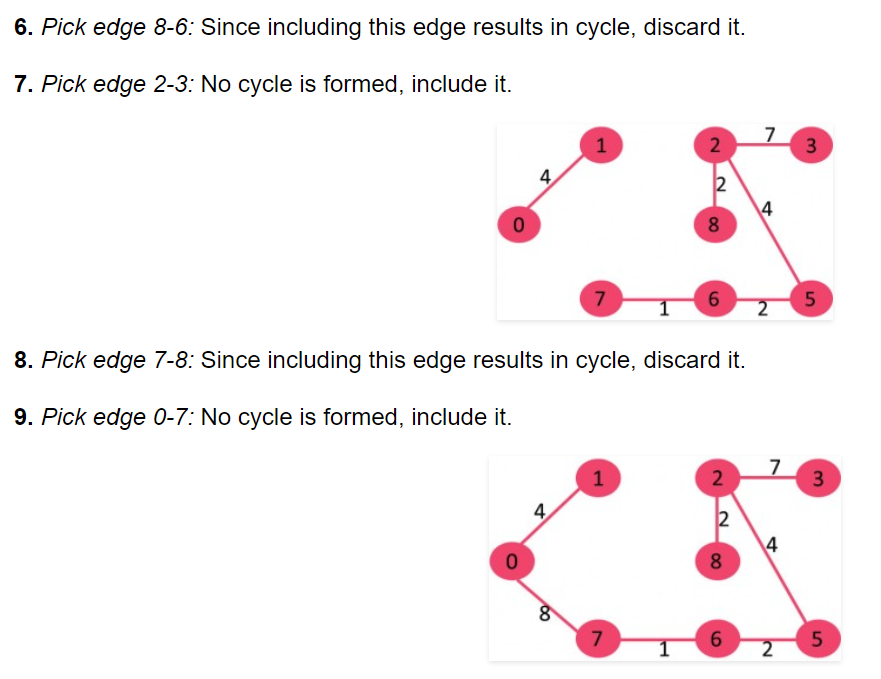 6. Pick edge 8-6: Since including this edge results in cycle, discard it.
7. Pick edge 2-3: No cycle is formed, include it.
1 2 7 3
4 2 4
0 8
7 1 6 2 5
8. Pick edge 7-8: Since including this edge results in cycle, discard it.
9. Pick edge 0-7: No cycle is formed, include it.
1 2 7 3
4 2 4
0 8
8
7 1 6 2 5